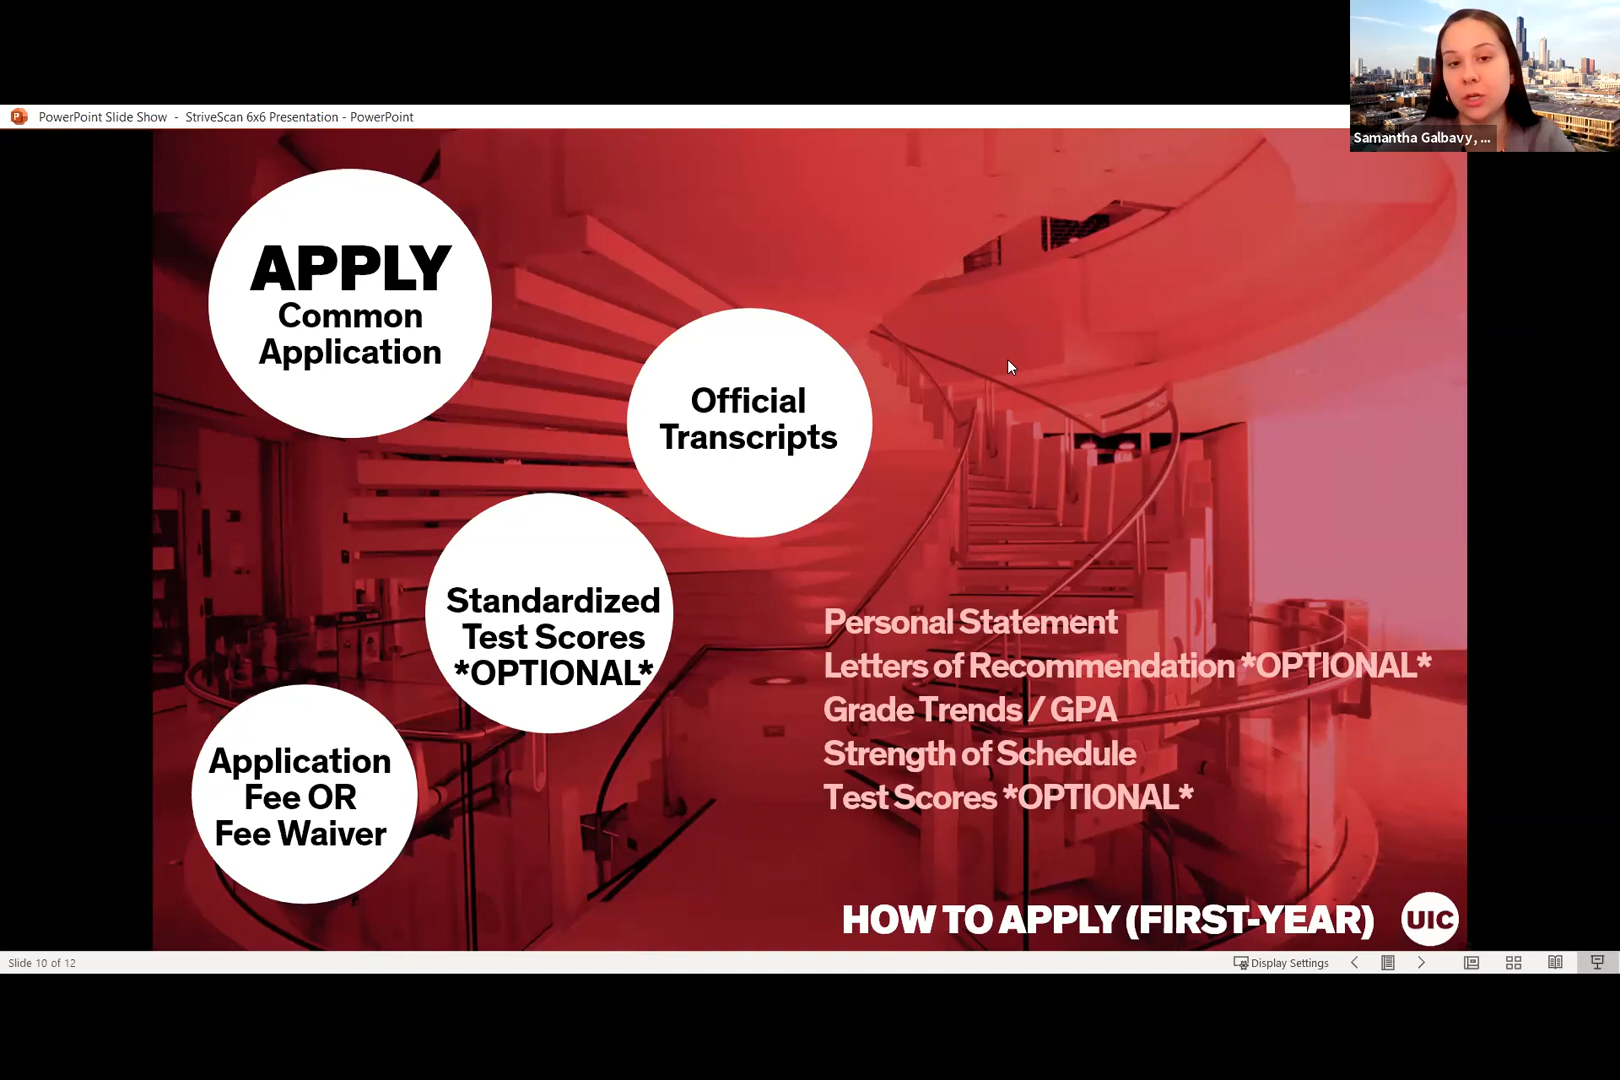 PowerPoint Slide Show - StriveScan 6x6 Presentation - PowerPoint
Samantha Galbavy, ...
APPLY
Common
Application
Official
Transcripts
Standardized
Test Scores
*OPTIONAL*
Application
Fee OR
Fee Waiver
Personal Statement
Letters of Recommendation *OPTIONAL*
Grade Trends / GPA
Strength of Schedule
Test Scores *OPTIONAL*
HOW TO APPLY (FIRST-YEAR)
UIC
Slide 10 of 12
Display Settings